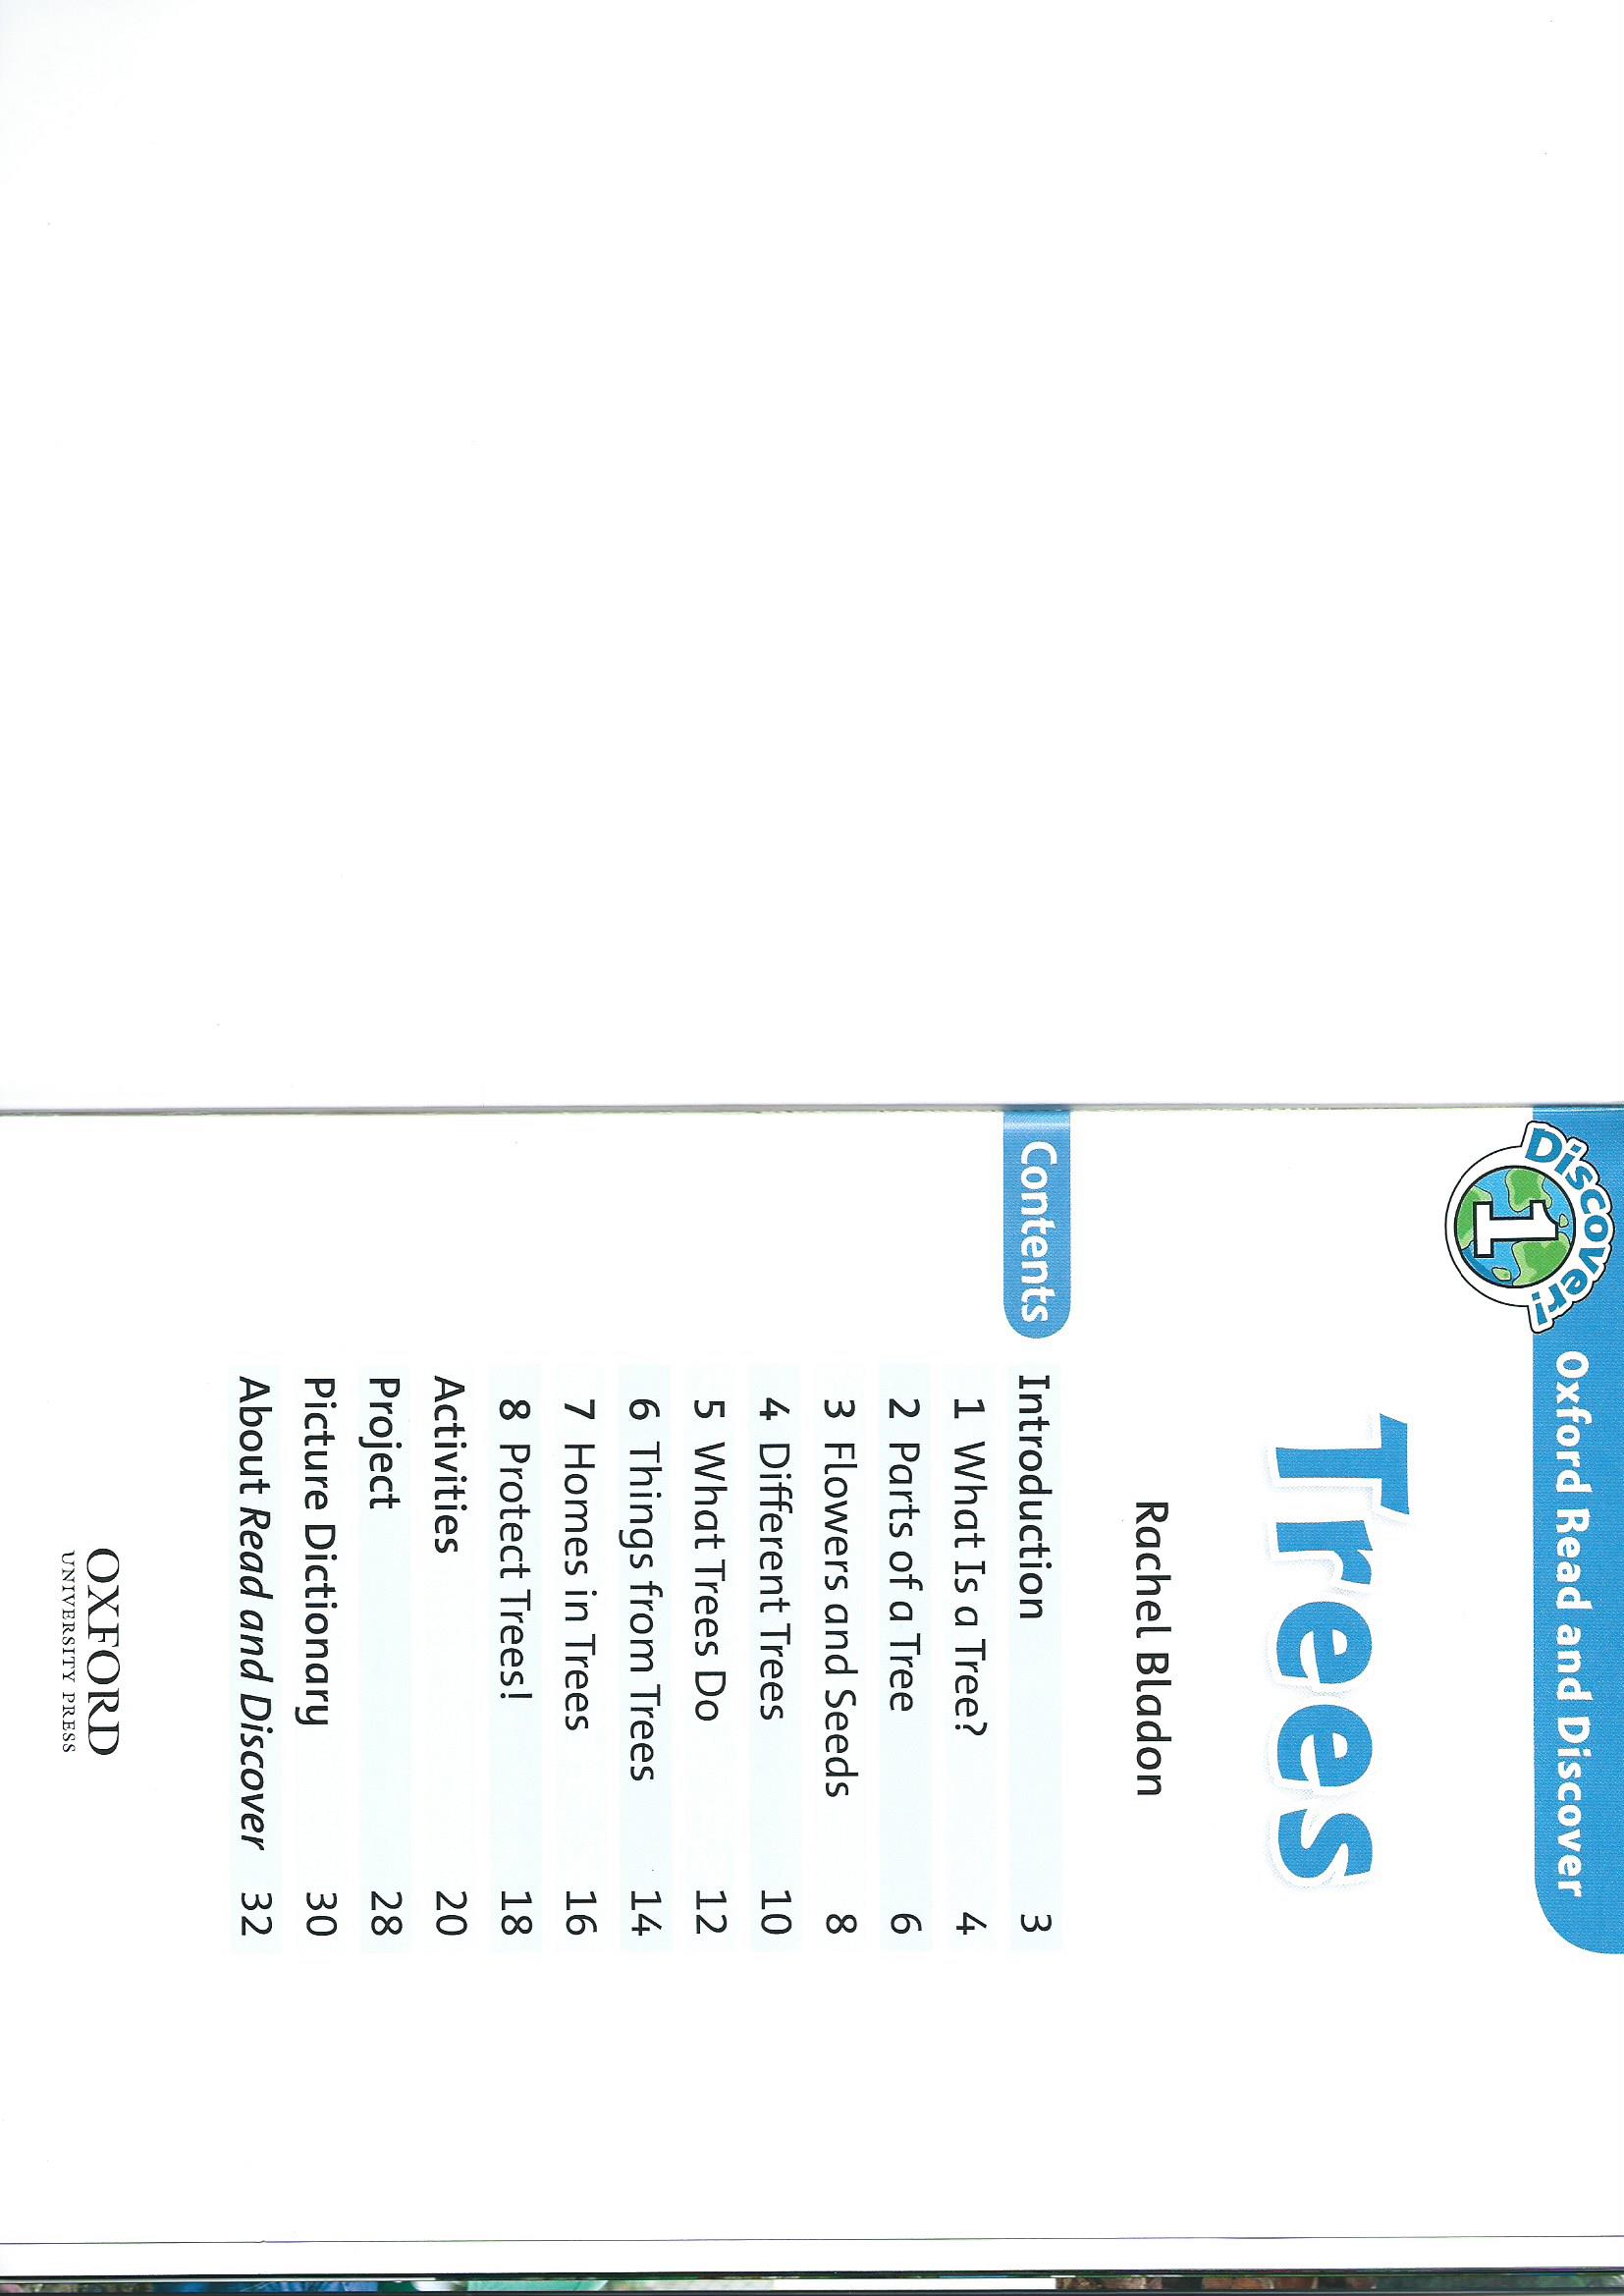 Discover!
1
Oxford Read and Discover
Trees
Rachel Bladon
Contents
Introduction 3
1 What Is a Tree? 4
2 Parts of a Tree 6
3 Flowers and Seeds 8
4 Different Trees 10
5 What Trees Do 12
6 Things from Trees 14
7 Homes in Trees 16
8 Protect Trees! 18
Activities 20
Project 28
Picture Dictionary 30
About Read and Discover 32
OXFORD
UNIVERSITY PRESS